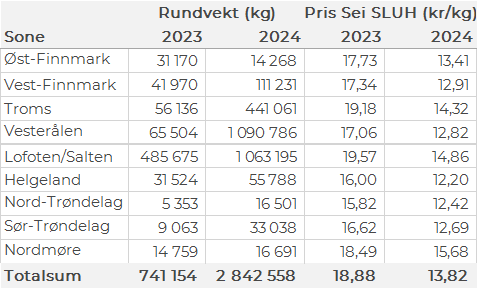 Rundvekt (kg) Pris Sei SLUH (kr/kg)
Sone 2023 2024 2023 2024
Øst-Finnmark 31 170 14 268 17,73 13,41
Vest-Finnmark 41 970 111 231 17,34 12,91
Troms 56 136 441 061 19,18 14,32
Vesterålen 65 504 1 090 786 17,06 12,82
Lofoten/Salten 485 675 1 063 195 19,57 14,86
Helgeland 31 524 55 788 16,00 12,20
Nord-Trøndelag 5 353 16 501 15,82 12,42
Sør-Trøndelag 9 063 33 038 16,62 12,69
Nordmøre 14 759 16 691 18,49 15,68
Totalsum 741 154 2 842 558 18,88 13,82